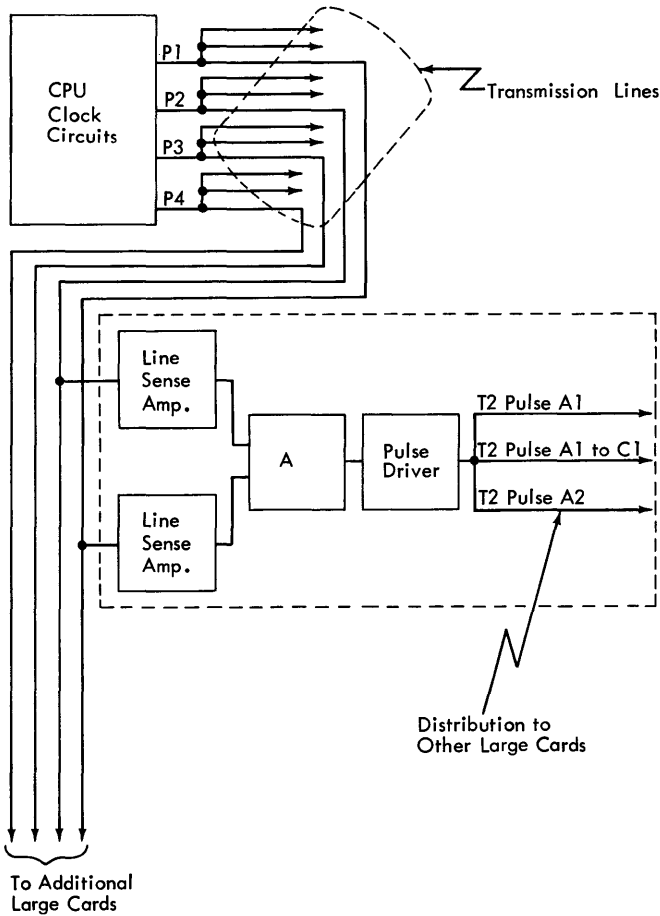 CPU
Clock
Circuits
P1
P2
P3
P4
Transmission Lines
Line
Sense
Amp.
A
Pulse
Driver
T2 Pulse A1
T2 Pulse A1 to C1
T2 Pulse A2
Line
Sense
Amp.
Distribution to
Other Large Cards
To Additional
Large Cards